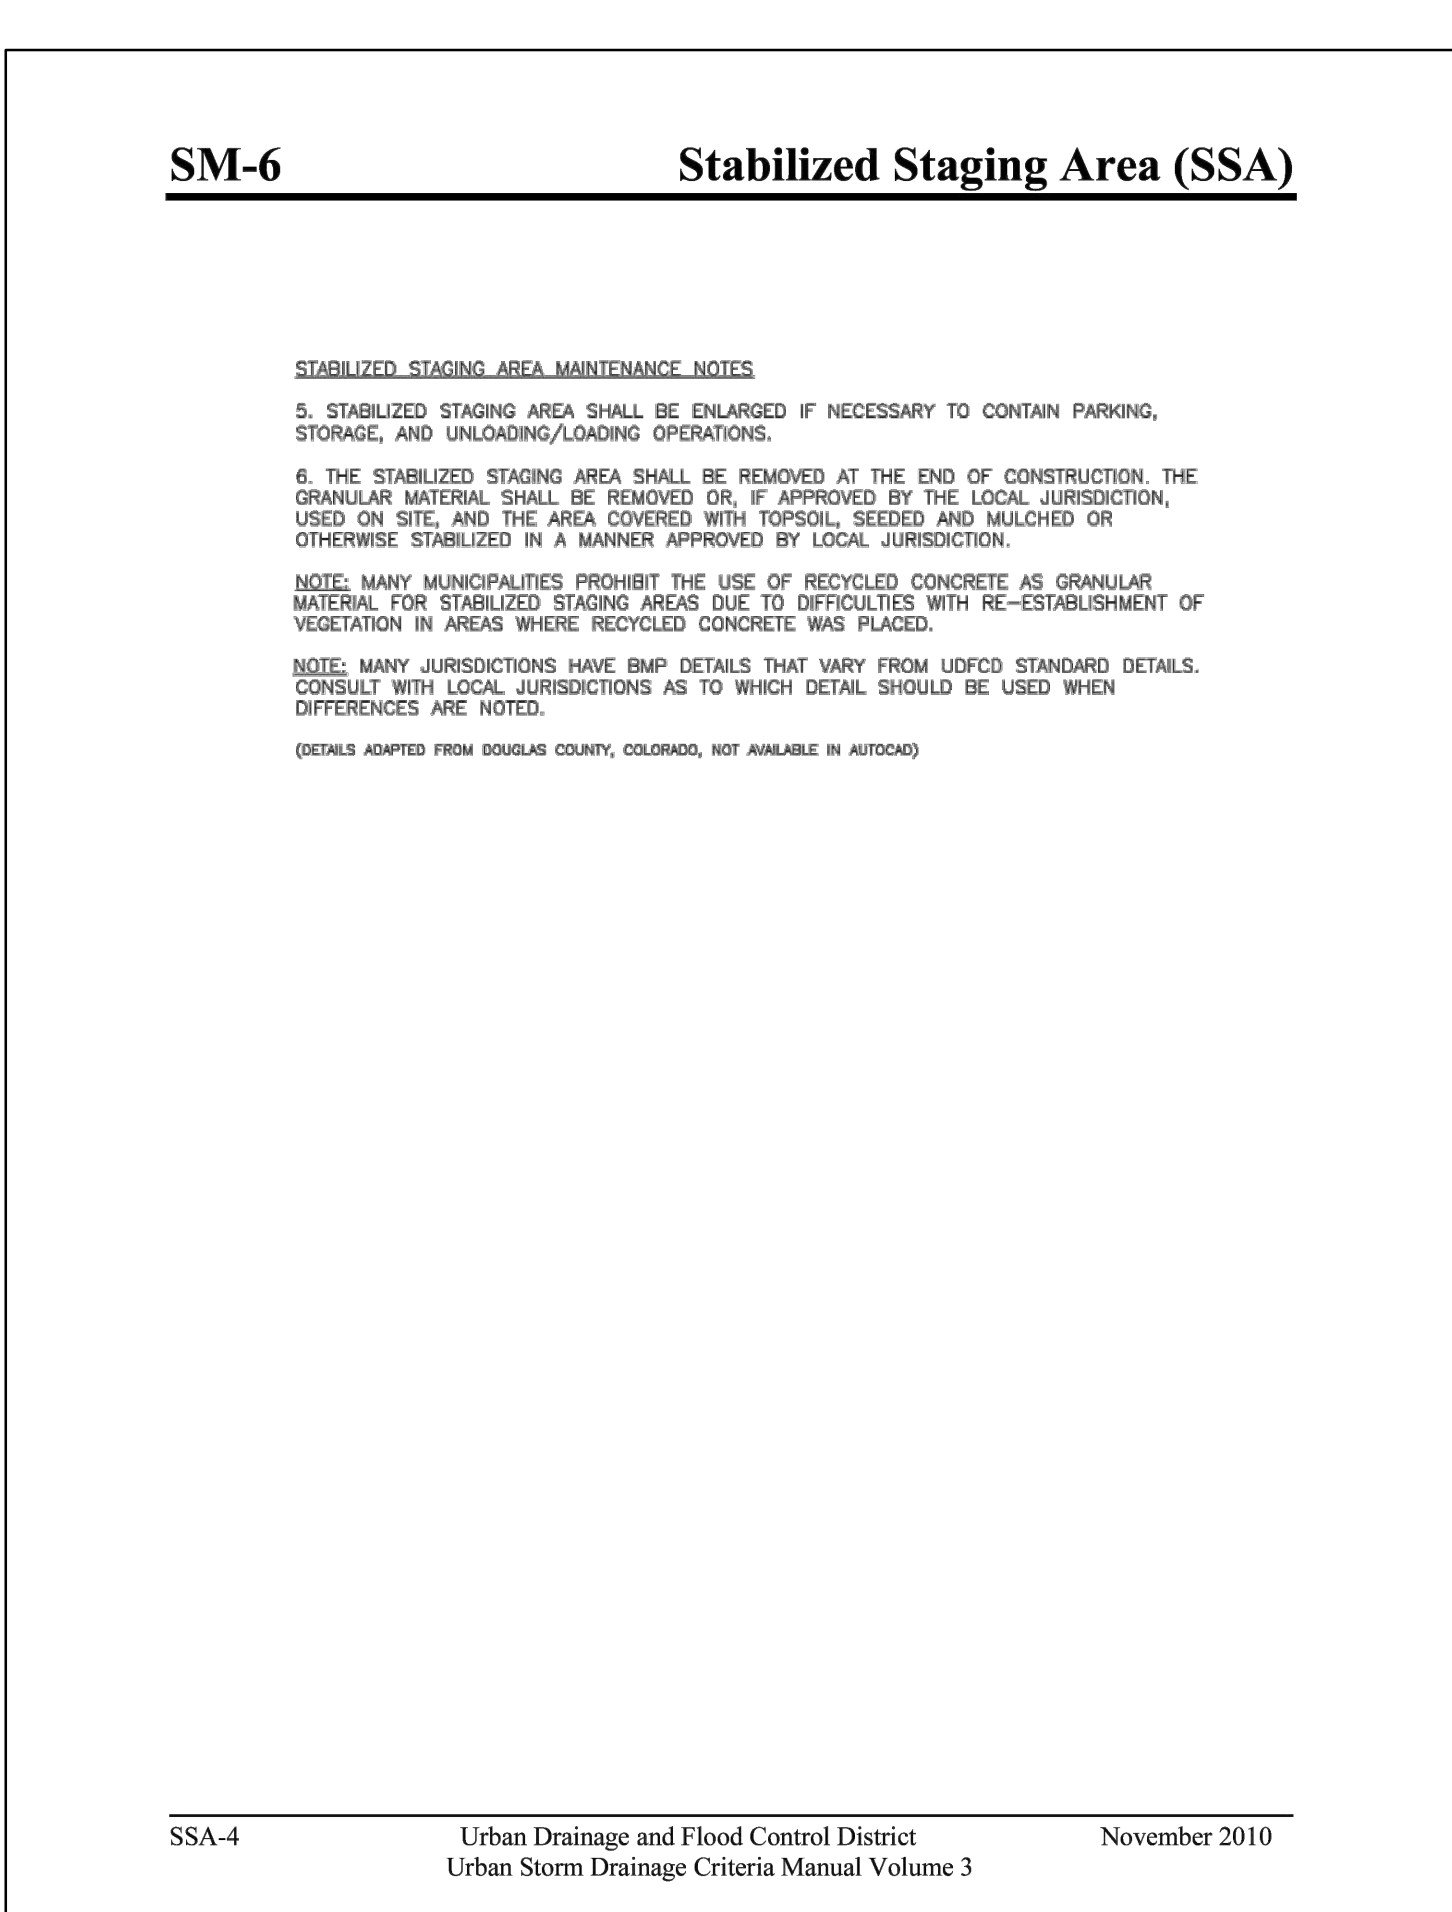 SM-6 Stabilized Staging Area (SSA)
STABILIZED STAGING AREA MAINTENANCE NOTES
5. STABILIZED STAGING AREA SHALL BE ENLARGED IF NECESSARY TO CONTAIN PARKING,
STORAGE, AND UNLOADING/LOADING OPERATIONS.
6. THE STABILIZED STAGING AREA SHALL BE REMOVED AT THE END OF CONSTRUCTION. THE
GRANULAR MATERIAL SHALL BE REMOVED OR, IF APPROVED BY THE LOCAL JURISDICTION,
USED ON SITE, AND THE AREA COVERED WITH TOPSOIL, SEEDED AND MULCHED OR
OTHERWISE STABILIZED IN A MANNER APPROVED BY LOCAL JURISDICTION.
NOTE: MANY MUNICIPALITIES PROHIBIT THE USE OF RECYCLED CONCRETE AS GRANULAR
MATERIAL FOR STABILIZED STAGING AREAS DUE TO DIFFICULTIES WITH RE-ESTABLISHMENT OF
VEGETATION IN AREAS WHERE RECYCLED CONCRETE WAS PLACED.
NOTE: MANY JURISDICTIONS HAVE BMP DETAILS THAT VARY FROM UDFCD STANDARD DETAILS.
CONSULT WITH LOCAL JURISDICTIONS AS TO WHICH DETAIL SHOULD BE USED WHEN
DIFFERENCES ARE NOTED.
(DETAILS ADAPTED FROM DOUGLAS COUNTY, COLORADO, NOT AVAILABLE IN AUTOCAD)
SSA-4 Urban Drainage and Flood Control District November 2010
Urban Storm Drainage Criteria Manual Volume 3